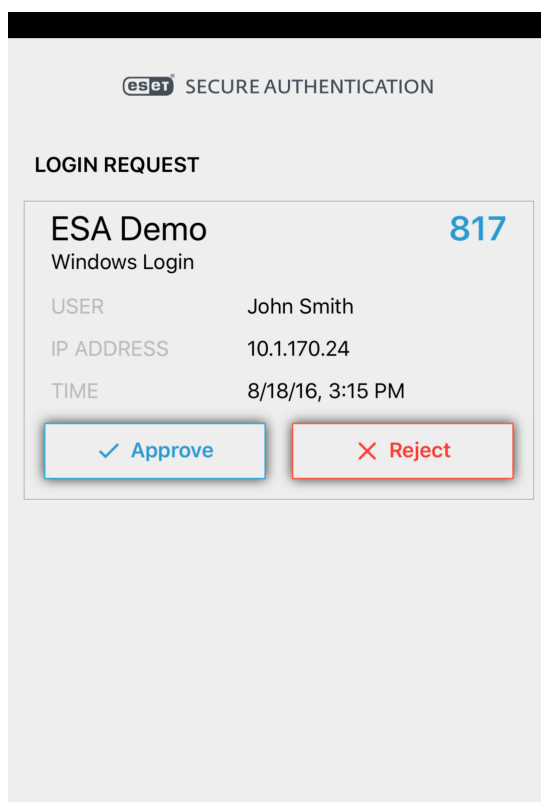 eset SECURE AUTHENTICATION
LOGIN REQUEST
ESA Demo 817
Windows Login
USER John Smith
IP ADDRESS 10.1.170.24
TIME 8/18/16, 3:15 PM
Approve Reject